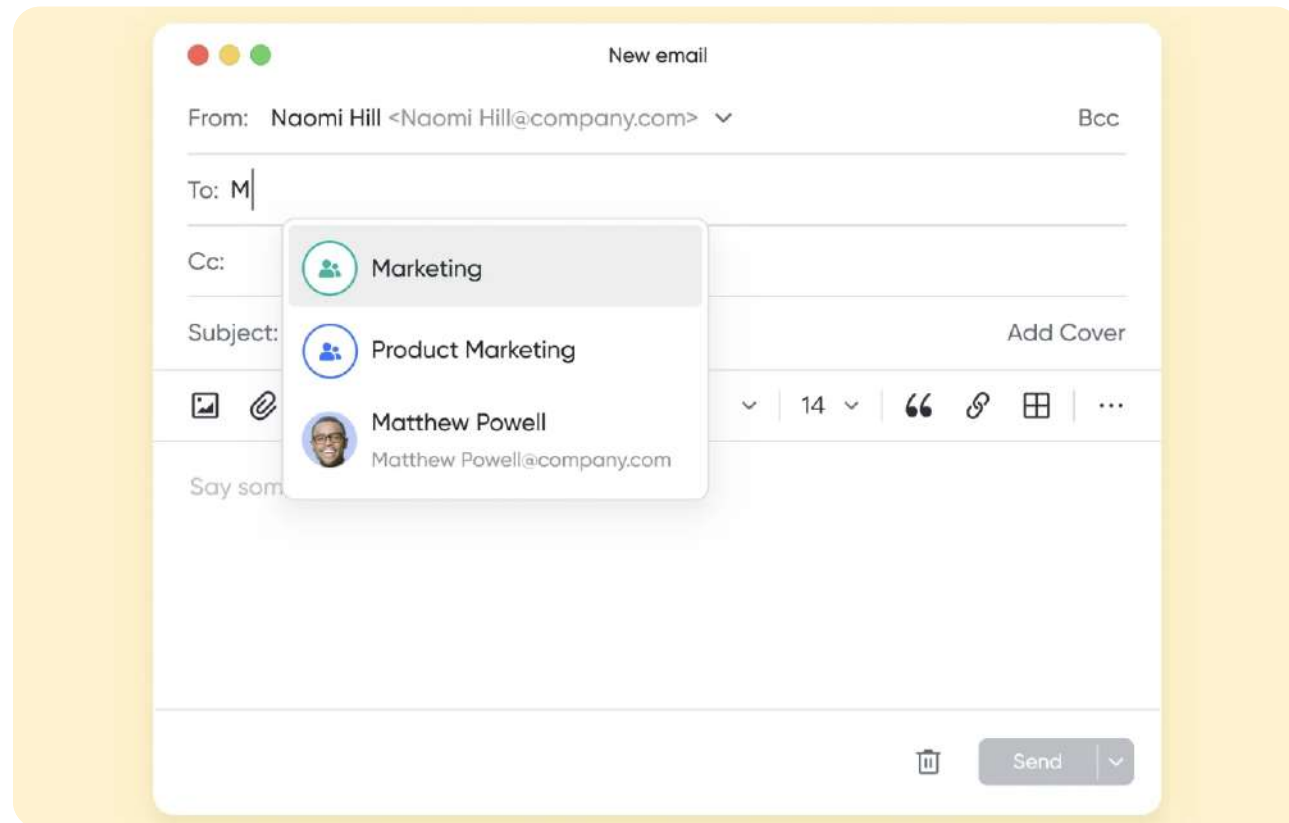 New email
From: Naomi Hill <Naomi Hill@company.com> Bcc
To: M
Cc:
Marketing
Subject: Add Cover
Product Marketing
14
Matthew Powell
Matthew Powell@company.com
Say som
Send